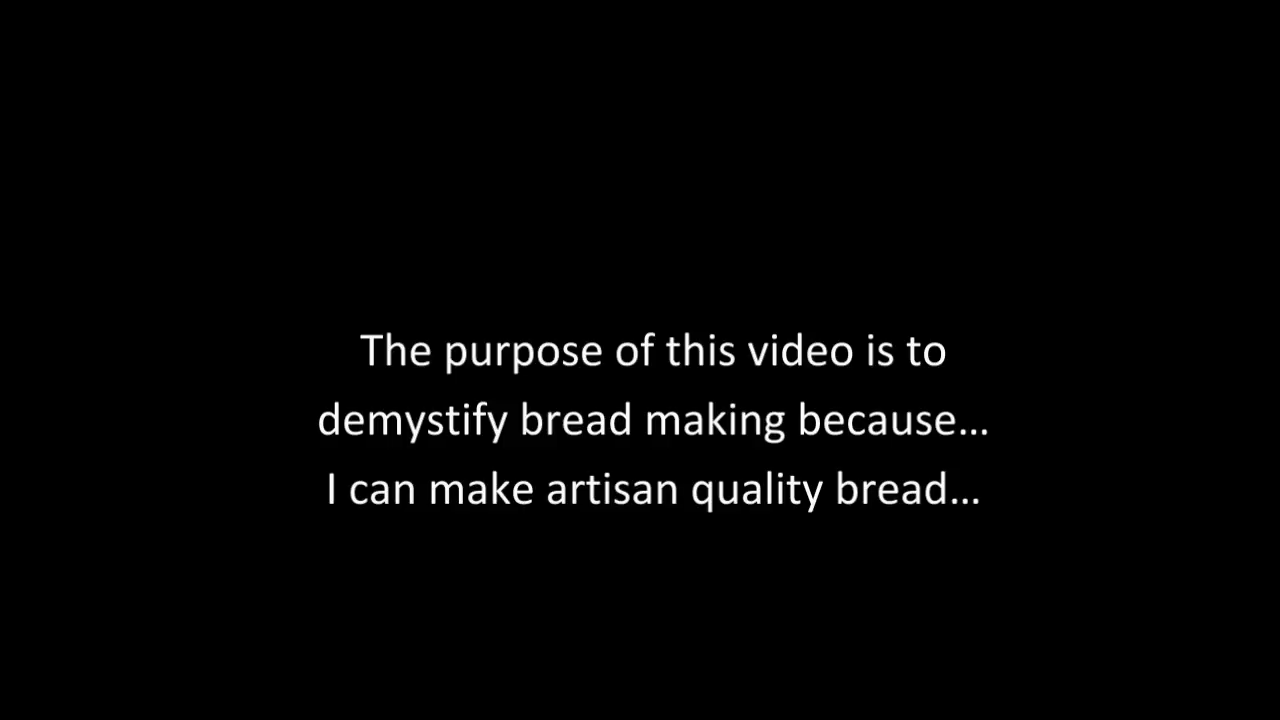 The purpose of this video is to
demystify bread making because…
I can make artisan quality bread…